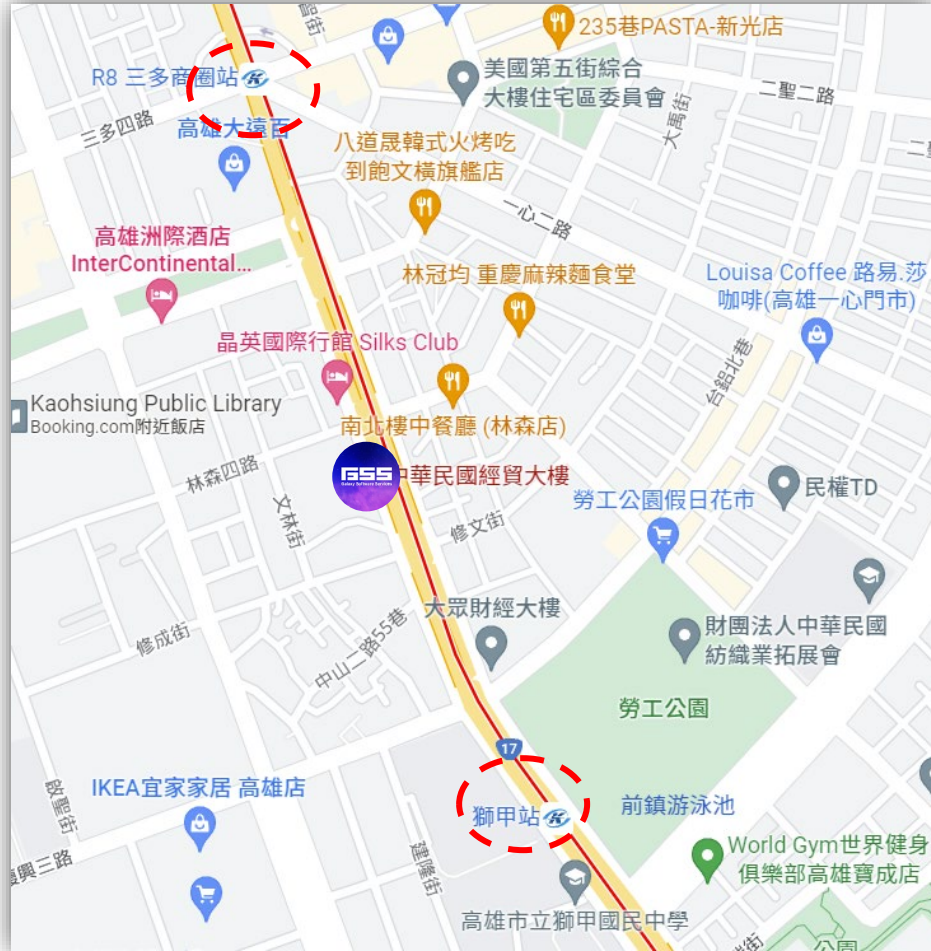 智街
235巷PASTA-新光店
R8 三多商圈站
美國第五街綜合
大樓住宅區委員會
二聖二路
大禹街
三多四路
高雄大遠百
八道晟韓式火烤吃
到飽文橫旗艦店
一心二路
高雄洲際酒店
InterContinental...
林冠均 重慶麻辣麵食堂
Louisa Coffee 路易.莎
咖啡(高雄一心門市)
晶英國際行館 Silks Club
台鋁北巷
Kaohsiung Public Library
Booking.com附近飯店
南北樓中餐廳 (林森店)
林森四路
GSS
Galaxy Software Services
中華民國經貿大樓
民權TD
勞工公園假日花市
文林街
修文街
大眾財經大樓
財團法人中華民國
紡織業拓展會
修成街
中山二路55巷
勞工公園
17
IKEA宜家家居 高雄店
獅甲站
前鎮游泳池
啟聖街
建隆街
復興三路
World Gym世界健身
俱樂部高雄寶成店
高雄市立獅甲國民中學
公園